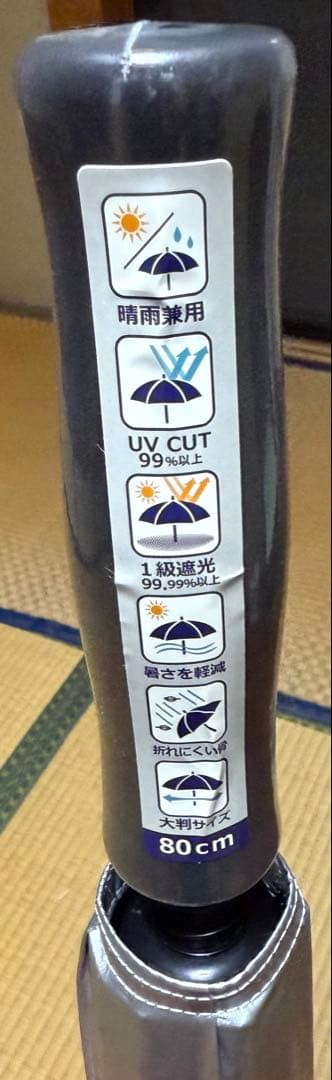 晴雨兼用
UV CUT
99%以上
1級遮光
99.99%以上
暑さを軽減
折れにくい骨
大判サイズ
80cm